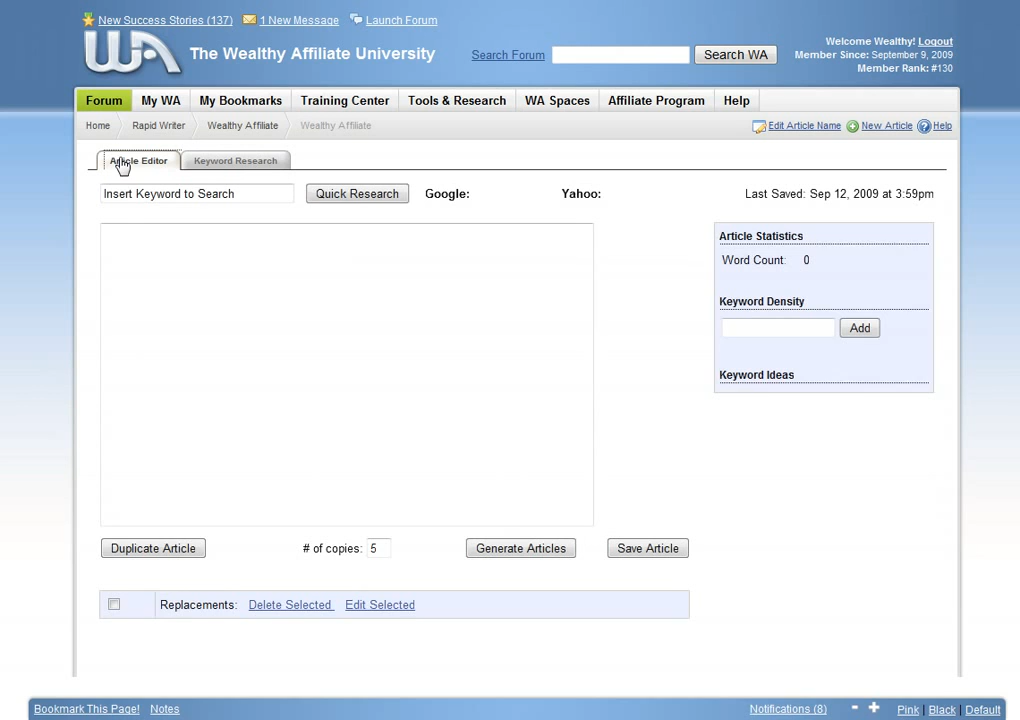 New Success Stories (137) 1 New Message Launch Forum
WA The Wealthy Affiliate University Search Forum Search WA
Welcome Wealthy! Logout
Member Since: September 9, 2009
Member Rank: #130
Forum My WA My Bookmarks Training Center Tools & Research WA Spaces Affiliate Program Help
Home Rapid Writer Wealthy Affiliate Wealthy Affiliate Edit Article Name New Article Help
Article Editor Keyword Research
Insert Keyword to Search Quick Research Google: Yahoo: Last Saved: Sep 12, 2009 at 3:59pm
Article Statistics
Word Count: 0
Keyword Density
Add
Keyword Ideas
Duplicate Article # of copies: 5 Generate Articles Save Article
Replacements: Delete Selected Edit Selected
Bookmark This Page! Notes Notifications (8) - + Pink | Black | Default